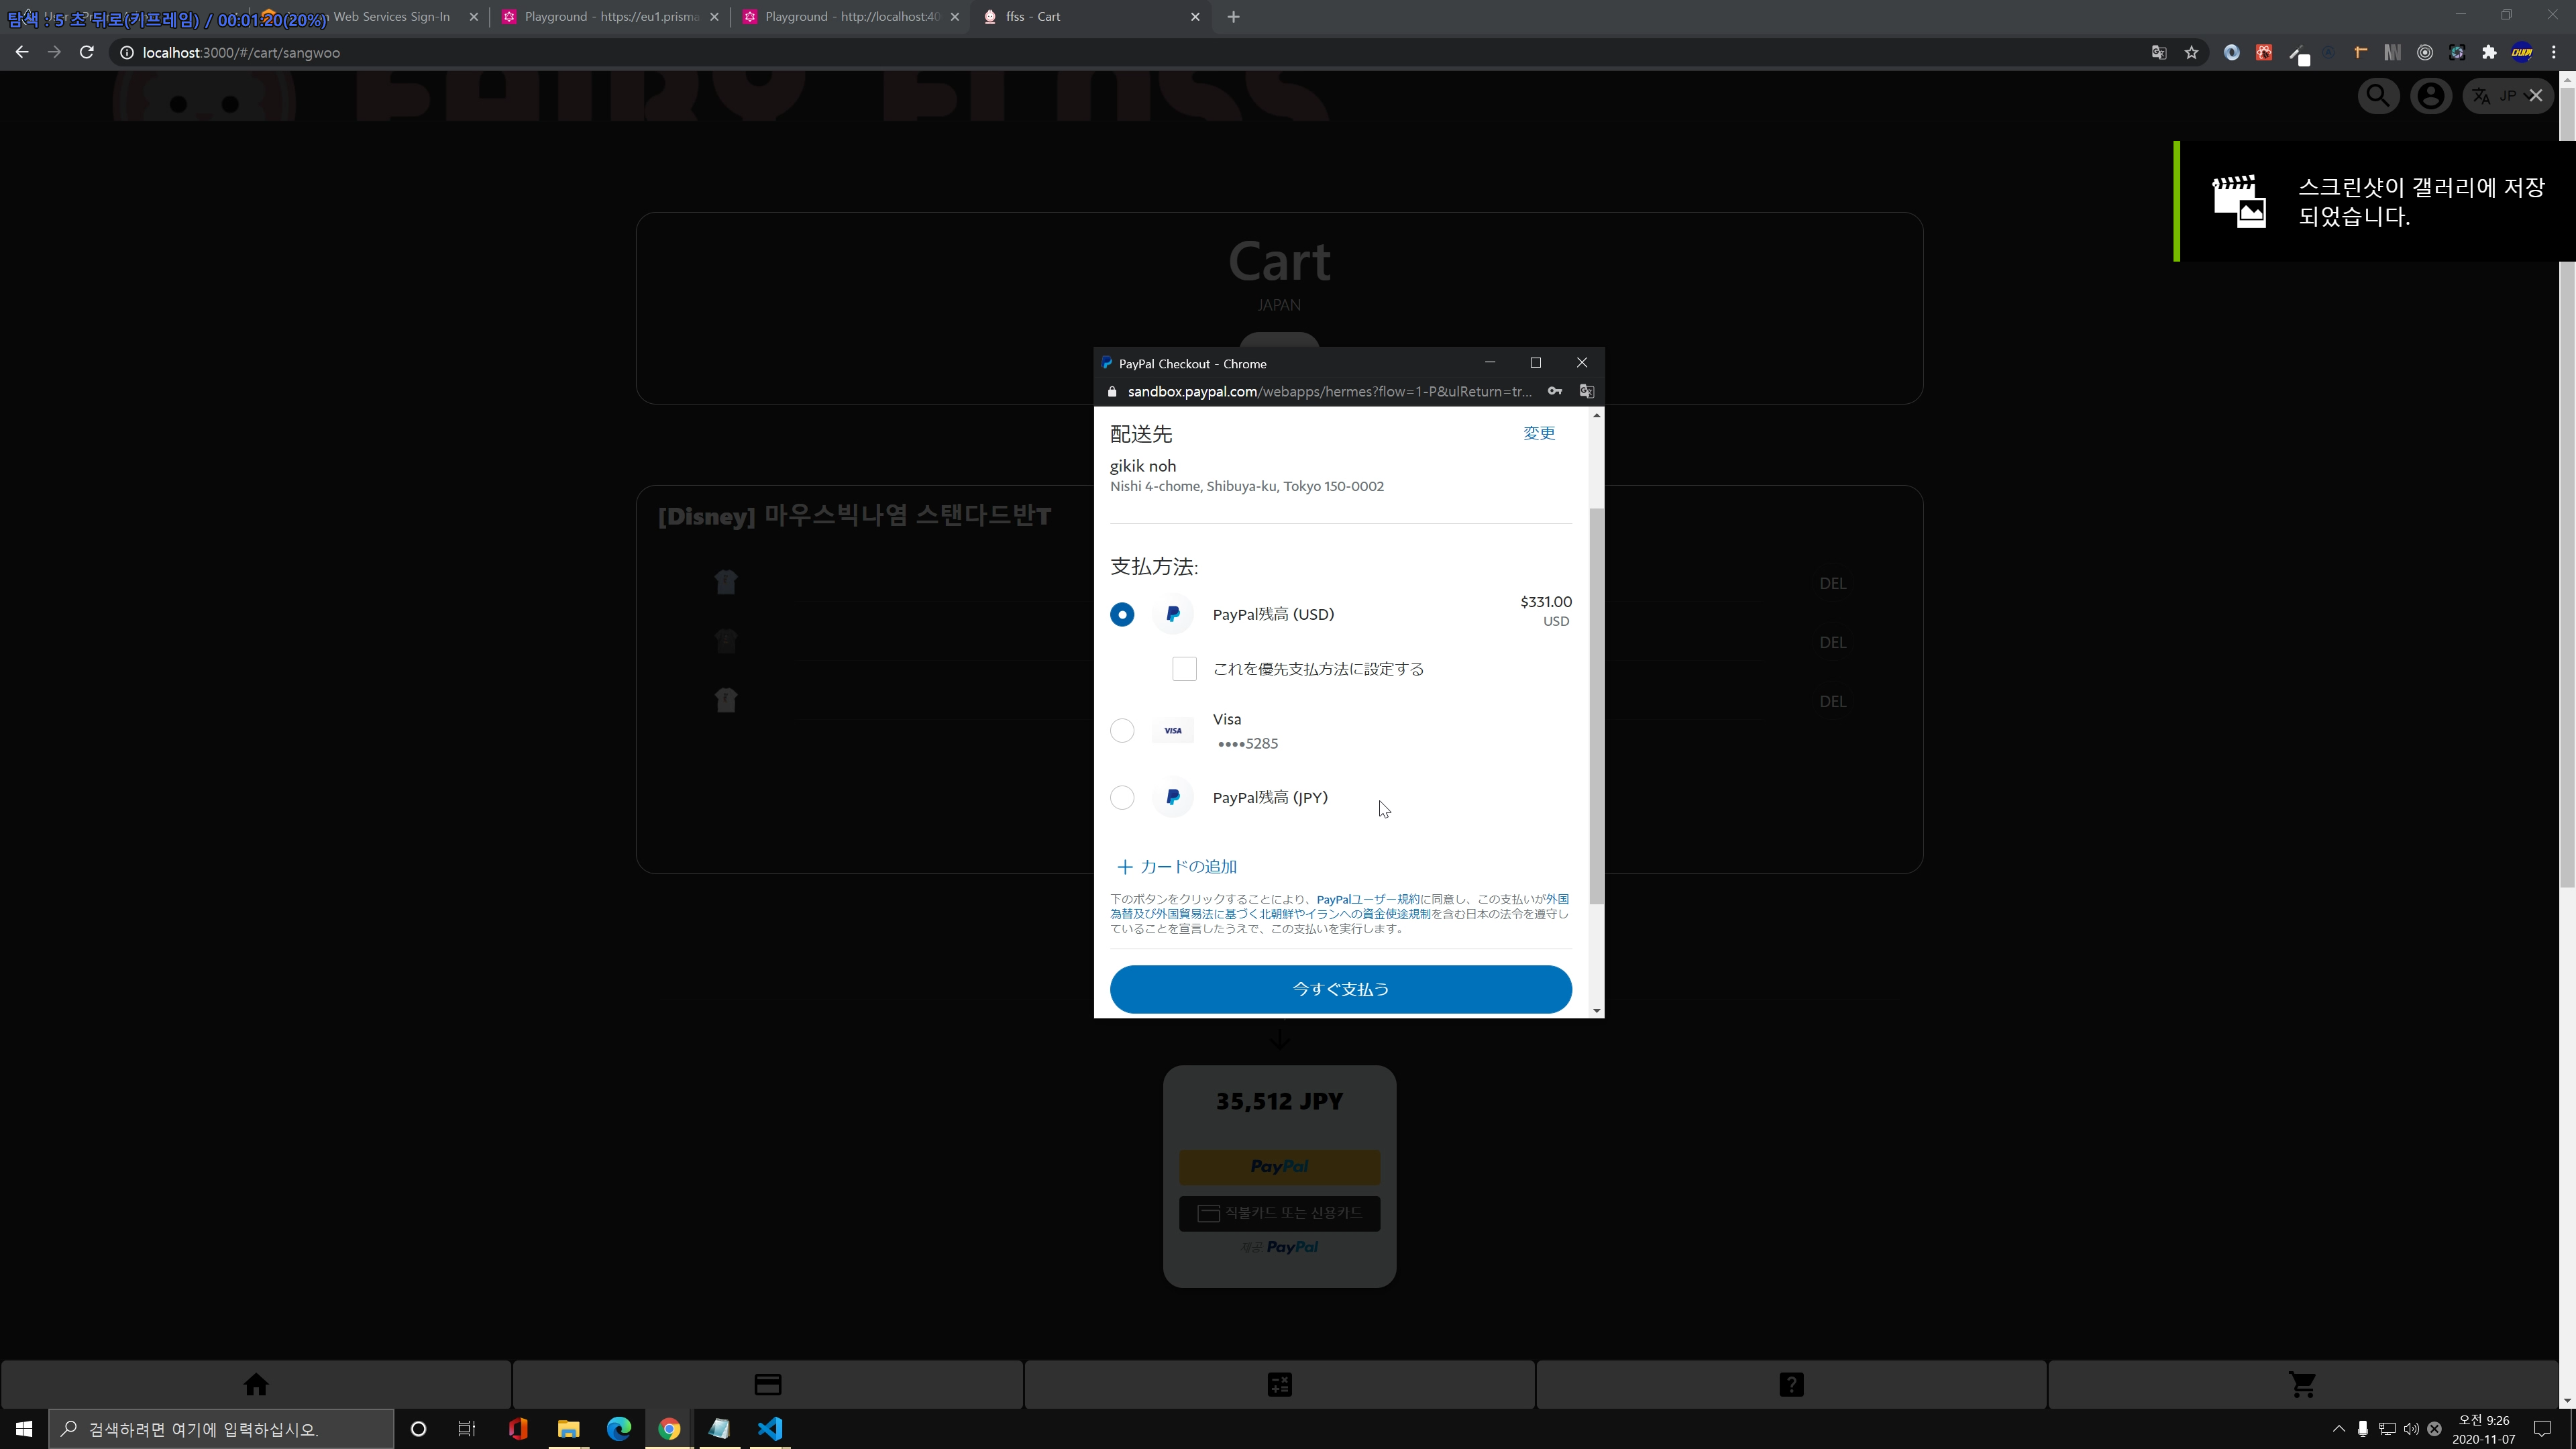 탐색 : 5 초 뒤로(키프레임) / 00:01:20(20%)
Web Services Sign-In
Playground - https://eu1.prisma
Playground - http://localhost:40
ffss - Cart
localhost:3000/#/cart/sangwoo
FAIRY FLOSS
JP
스크린샷이 갤러리에 저장
되었습니다.
Cart
JAPAN
[Disney] 마우스빅나염 스탠다드반T
DEL
DEL
DEL
PayPal Checkout - Chrome
sandbox.paypal.com/webapps/hermes?flow=1-P&ulReturn=tr...
配送先
変更
gikik noh
Nishi 4-chome, Shibuya-ku, Tokyo 150-0002
支払方法:
PayPal残高 (USD)
$331.00
USD
これを優先支払方法に設定する
VISA
Visa
••••5285
PayPal残高 (JPY)
+ カードの追加
下のボタンをクリックすることにより、PayPalユーザー規約に同意し、この支払いが外国
為替及び外国貿易法に基づく北朝鮮やイランへの資金使途規制を含む日本の法令を遵守し
ていることを宣言したうえで、この支払いを実行します。
今すぐ支払う
35,512 JPY
PayPal
직불카드 또는 신용카드
제공: PayPal
검색하려면 여기에 입력하십시오.
오전 9:26
2020-11-07